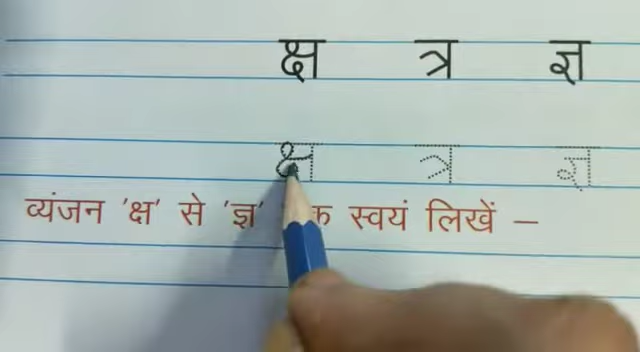 क्ष त्र ज्ञ
क्ष त्र ज्ञ
व्यंजन 'क्ष' से 'ज्ञ' स्वयं लिखें –